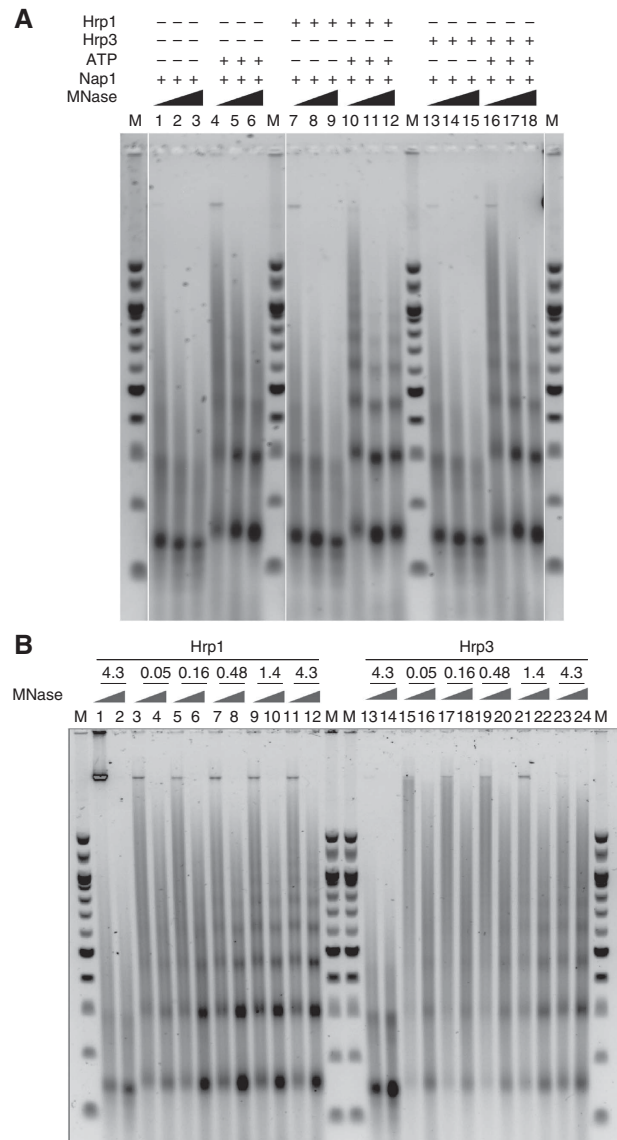 A
Hrp1 – – – – – – + + + + + + – – – – – –
Hrp3 – – – – – – – – – – – – + + + + + +
ATP – – – + + + – – – + + + – – – + + +
Nap1 + + + + + + + + + + + + + + + + + +
MNase
M 1 2 3 4 5 6 M 7 8 9 10 11 12 M 13 14 15 16 17 18 M
B
Hrp1 Hrp3
4.3 0.05 0.16 0.48 1.4 4.3 4.3 0.05 0.16 0.48 1.4 4.3
MNase
M 1 2 3 4 5 6 7 8 9 10 11 12 M M 13 14 15 16 17 18 19 20 21 22 23 24 M